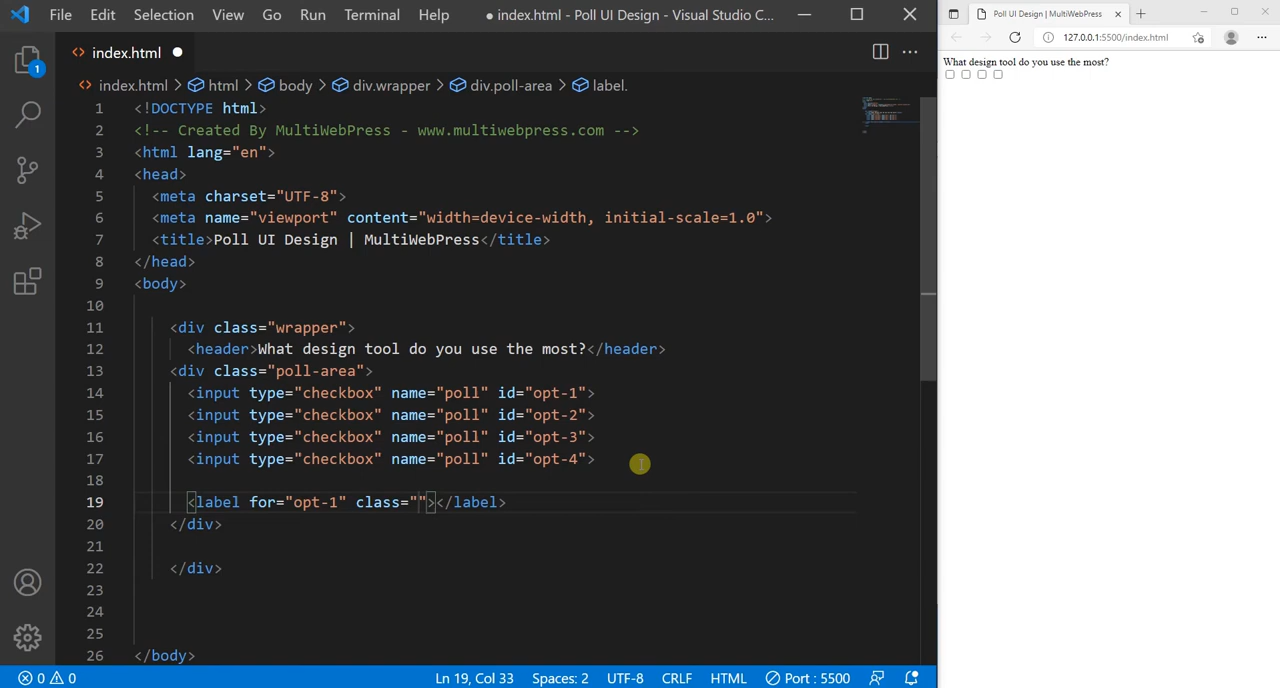 File Edit Selection View Go Run Terminal Help ● index.html - Poll UI Design - Visual Studio C...
index.html
index.html > html > body > div.wrapper > div.poll-area > label.
1 <!DOCTYPE html>
2 <!-- Created By MultiWebPress - www.multiwebpress.com -->
3 <html lang="en">
4 <head>
5 <meta charset="UTF-8">
6 <meta name="viewport" content="width=device-width, initial-scale=1.0">
7 <title>Poll UI Design | MultiWebPress</title>
8 </head>
9 <body>
10
11 <div class="wrapper">
12 <header>What design tool do you use the most?</header>
13 <div class="poll-area">
14 <input type="checkbox" name="poll" id="opt-1">
15 <input type="checkbox" name="poll" id="opt-2">
16 <input type="checkbox" name="poll" id="opt-3">
17 <input type="checkbox" name="poll" id="opt-4">
18
19 <label for="opt-1" class=""></label>
20 </div>
21
22 </div>
23
24
25
26 </body>
1
0 0 Ln 19, Col 33 Spaces: 2 UTF-8 CRLF HTML Port : 5500
Poll UI Design | MultiWebPress
127.0.0.1:5500/index.html
What design tool do you use the most?